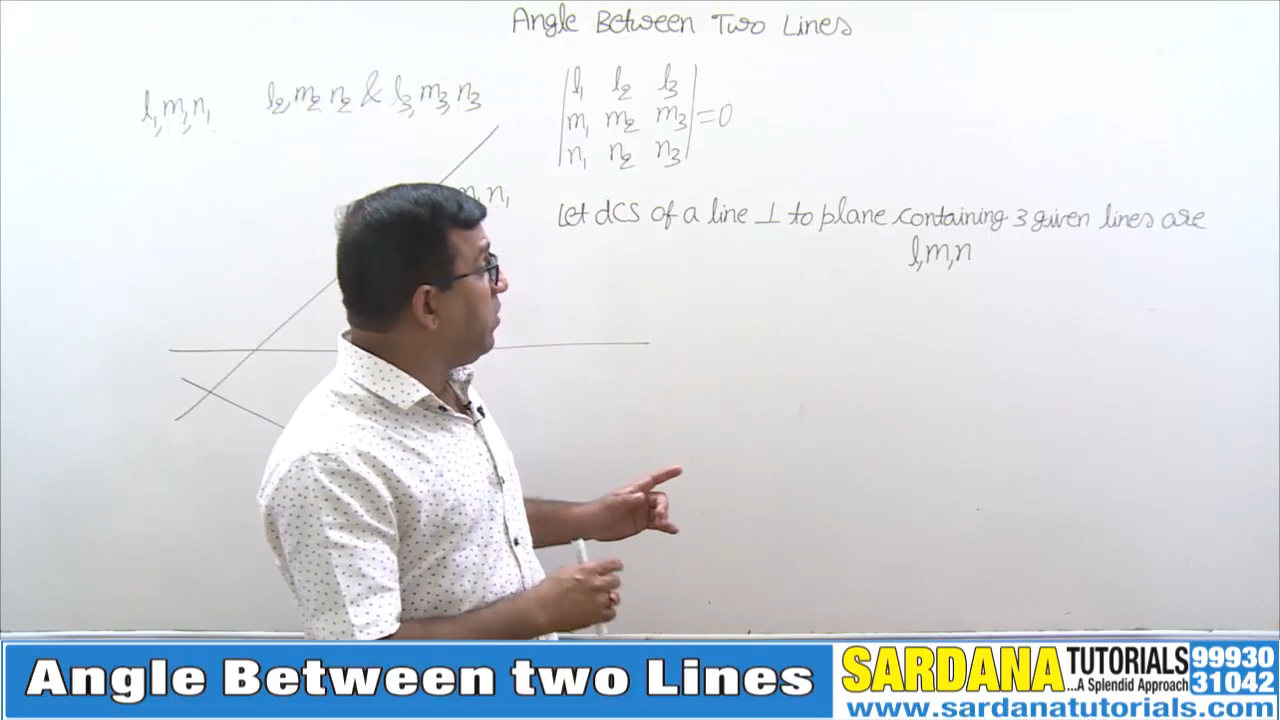 Angle Between Two Lines
l₁, m₁, n₁ l₂, m₂ n₂ & l₃, m₃, n₃
| l₁ l₂ l₃ |
| m₁ m₂ m₃ | = 0
| n₁ n₂ n₃ |
n₁
Let dCS of a line ⊥ to plane containing 3 given lines are
l, m, n
Angle Between two Lines
SARDANA TUTORIALS
...A Splendid Approach
99930
31042
www.sardanatutorials.com